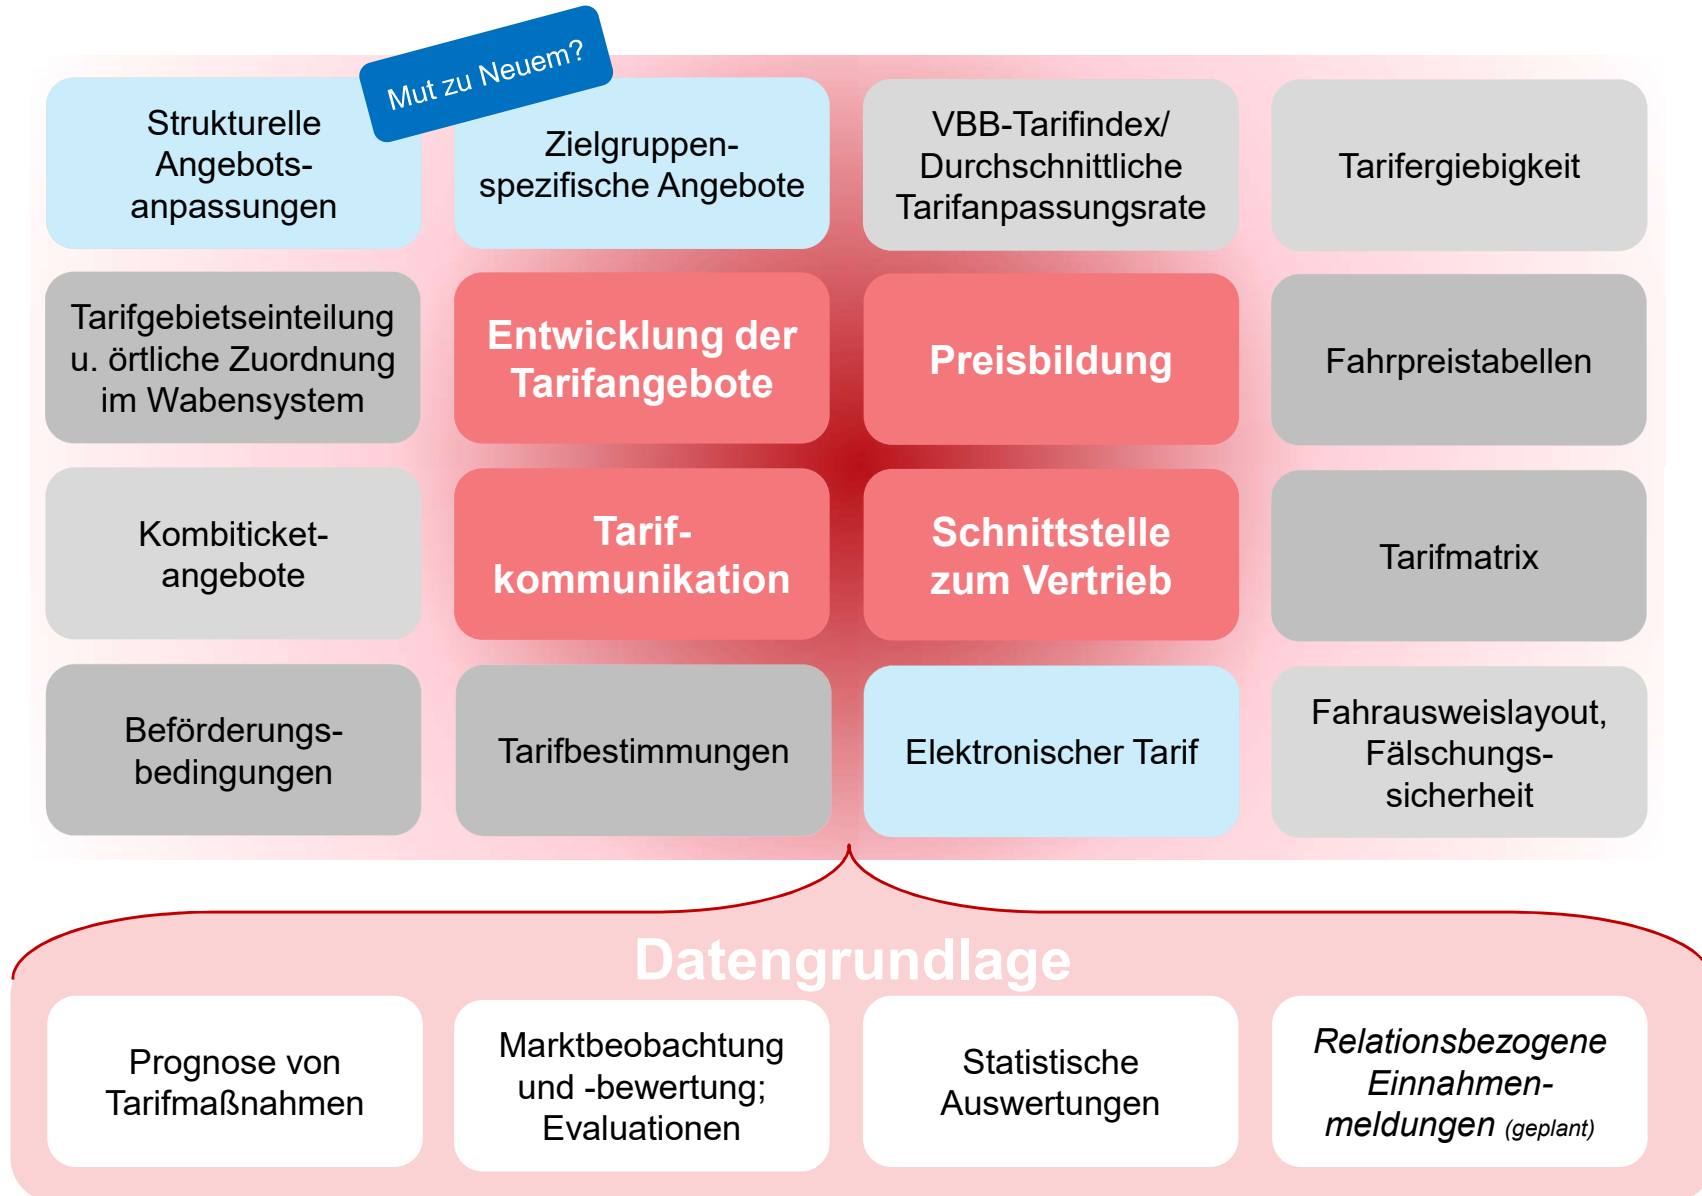 Mut zu Neuem?
Strukturelle
Angebots-
anpassungen
Zielgruppen-
spezifische Angebote
VBB-Tarifindex/
Durchschnittliche
Tarifanpassungsrate
Tarifergiebigkeit
Tarifgebietseinteilung
u. örtliche Zuordnung
im Wabensystem
Entwicklung der
Tarifangebote
Preisbildung
Fahrpreistabellen
Kombiticket-
angebote
Tarif-
kommunikation
Schnittstelle
zum Vertrieb
Tarifmatrix
Beförderungs-
bedingungen
Tarifbestimmungen
Elektronischer Tarif
Fahrausweislayout,
Fälschungs-
sicherheit
Datengrundlage
Prognose von
Tarifmaßnahmen
Marktbeobachtung
und -bewertung;
Evaluationen
Statistische
Auswertungen
Relationsbezogene
Einnahmen-
meldungen (geplant)